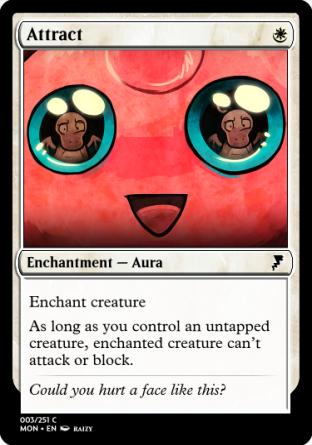 Attract
Enchantment — Aura
Enchant creature
As long as you control an untapped
creature, enchanted creature can't
attack or block.
Could you hurt a face like this?
003/251 C
MON • EN RAIZY